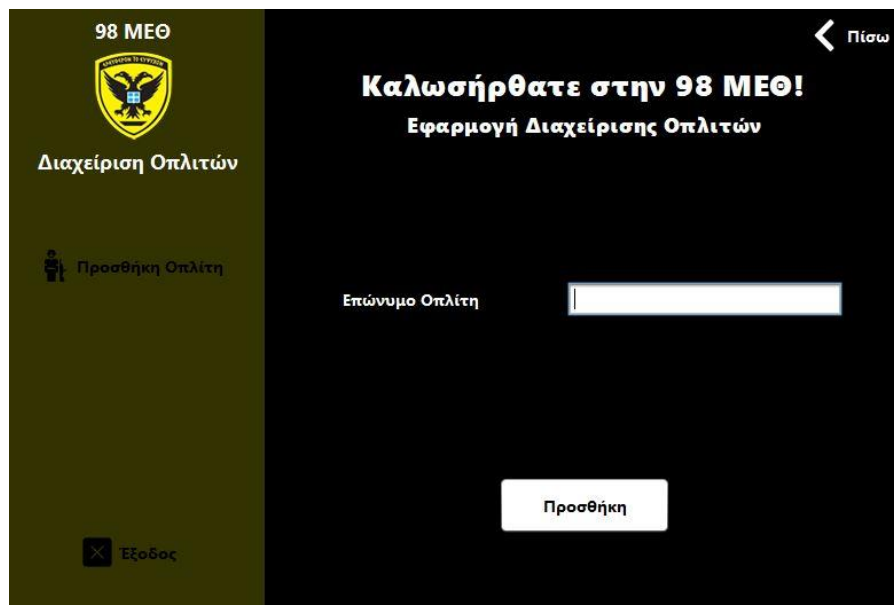 98 ΜΕΘ
Διαχείριση Οπλιτών
Προσθήκη Οπλίτη
Έξοδος
Πίσω
Καλωσήρθατε στην 98 ΜΕΘ!
Εφαρμογή Διαχείρισης Οπλιτών
Επώνυμο Οπλίτη
Προσθήκη